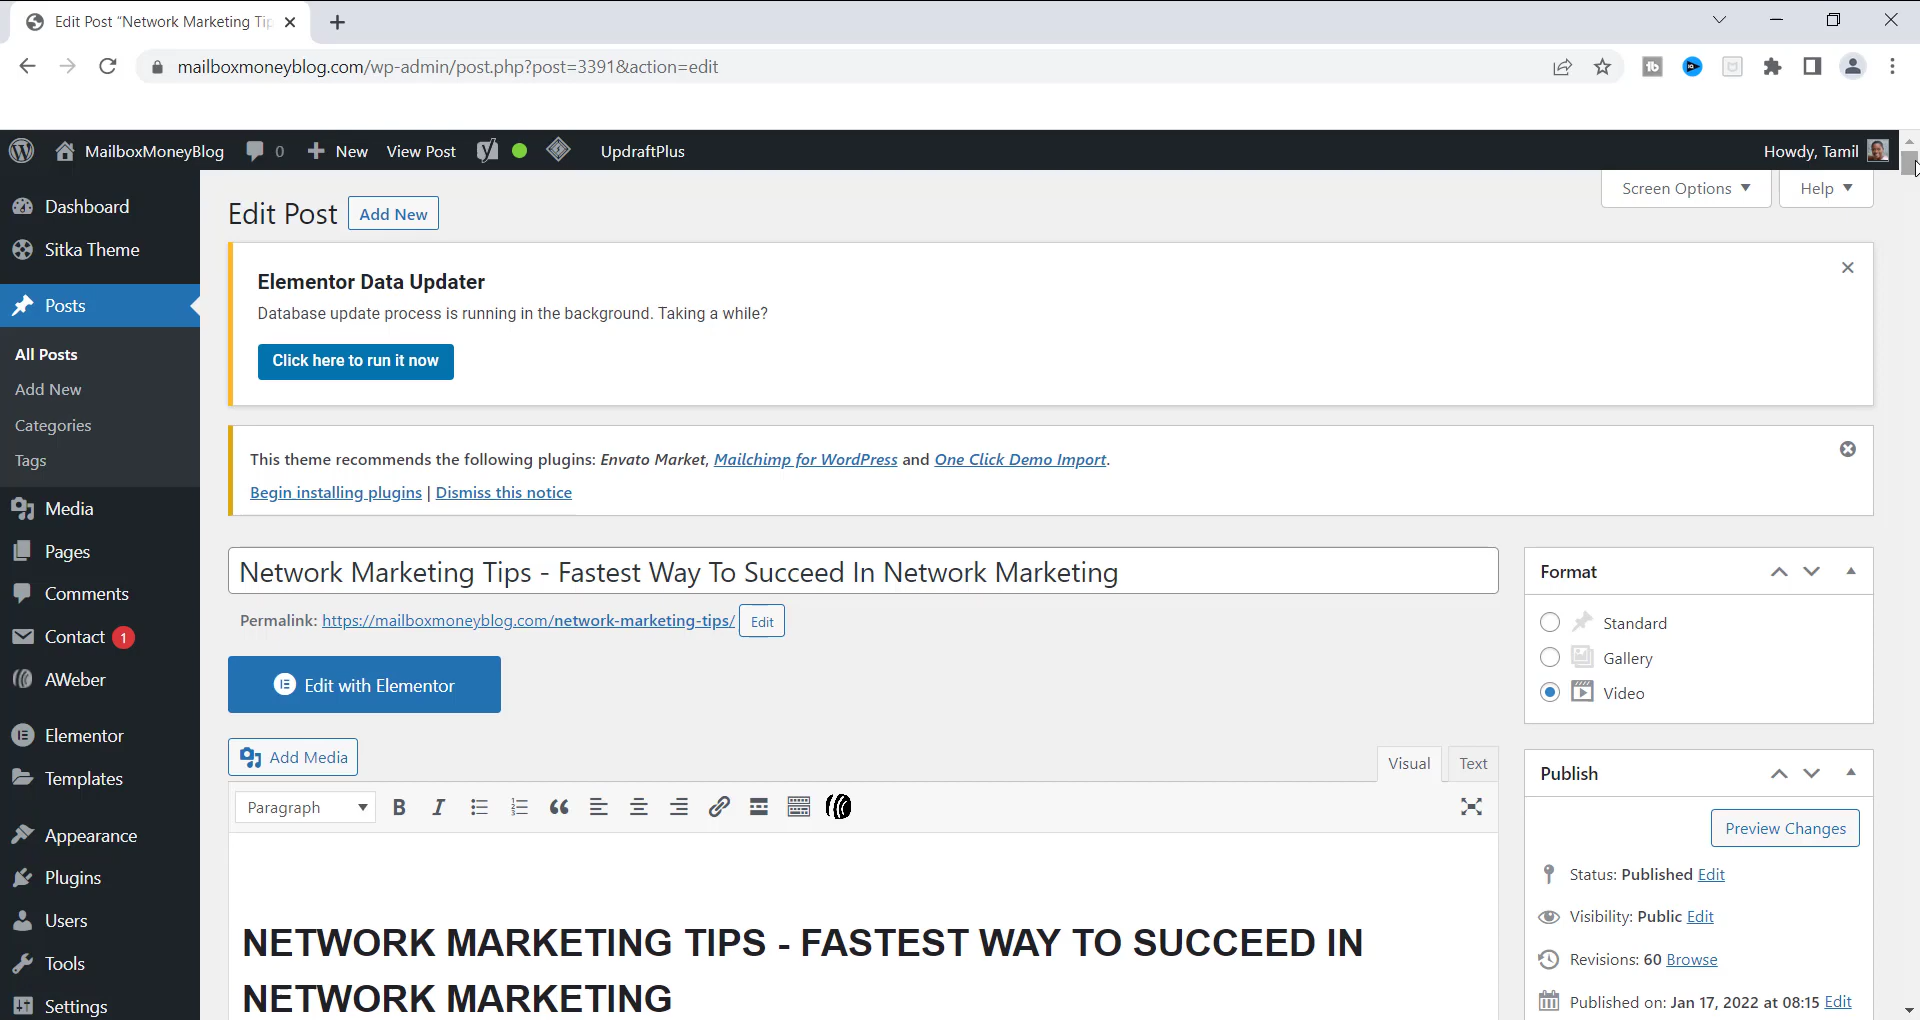 Edit Post "Network Marketing Tip
mailboxmoneyblog.com/wp-admin/post.php?post=3391&action=edit
MailboxMoneyBlog 0 New View Post UpdraftPlus Howdy, Tamil
Screen Options Help
Dashboard
Sitka Theme
Posts
All Posts
Add New
Categories
Tags
Media
Pages
Comments
Contact 1
AWeber
Elementor
Templates
Appearance
Plugins
Users
Tools
Settings
Edit Post Add New
Elementor Data Updater
Database update process is running in the background. Taking a while?
Click here to run it now
This theme recommends the following plugins: Envato Market, Mailchimp for WordPress and One Click Demo Import.
Begin installing plugins | Dismiss this notice
Network Marketing Tips - Fastest Way To Succeed In Network Marketing
Permalink: https://mailboxmoneyblog.com/network-marketing-tips/ Edit
Edit with Elementor
Add Media
Visual Text
Paragraph B I
NETWORK MARKETING TIPS - FASTEST WAY TO SUCCEED IN
NETWORK MARKETING
Format
Standard
Gallery
Video
Publish
Preview Changes
Status: Published Edit
Visibility: Public Edit
Revisions: 60 Browse
Published on: Jan 17, 2022 at 08:15 Edit